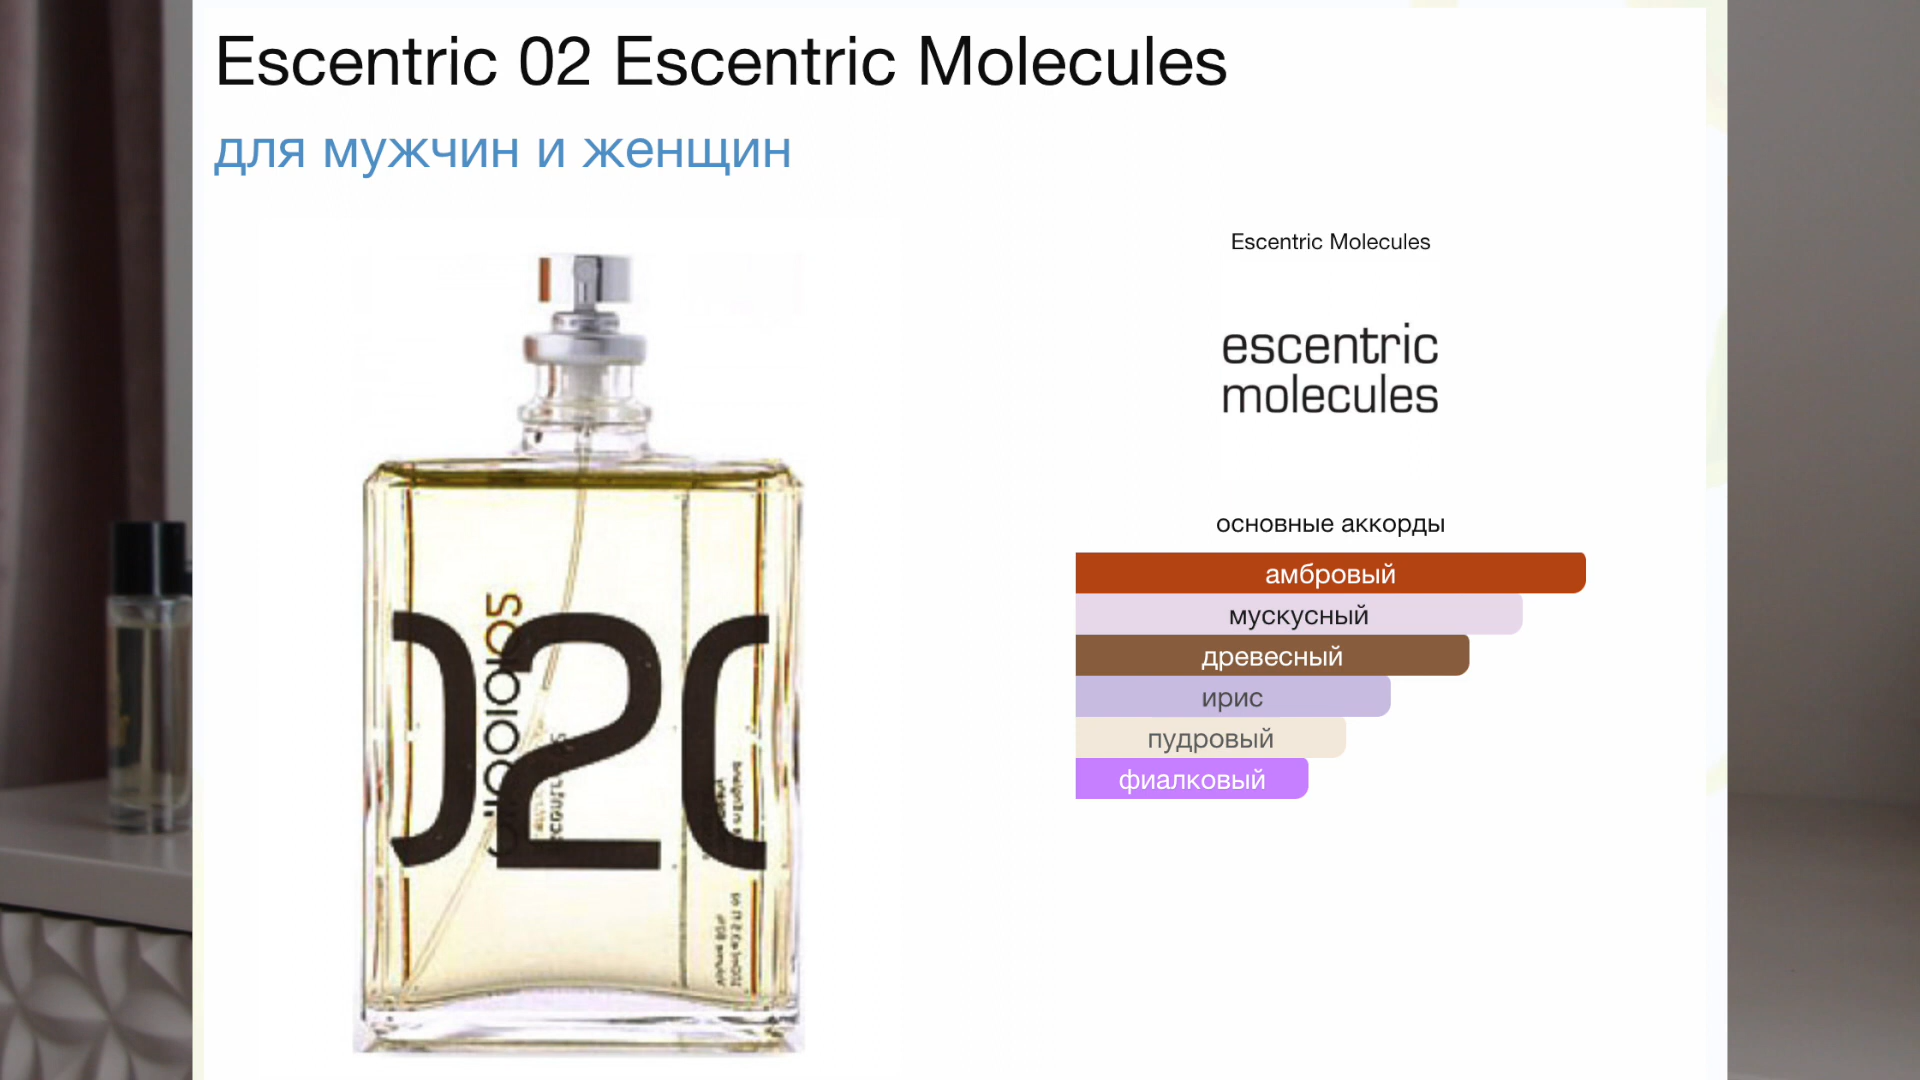 Escentric 02 Escentric Molecules
для мужчин и женщин
Escentric Molecules
escentric
molecules
основные аккорды
амбровый
мускусный
древесный
ирис
пудровый
фиалковый
020